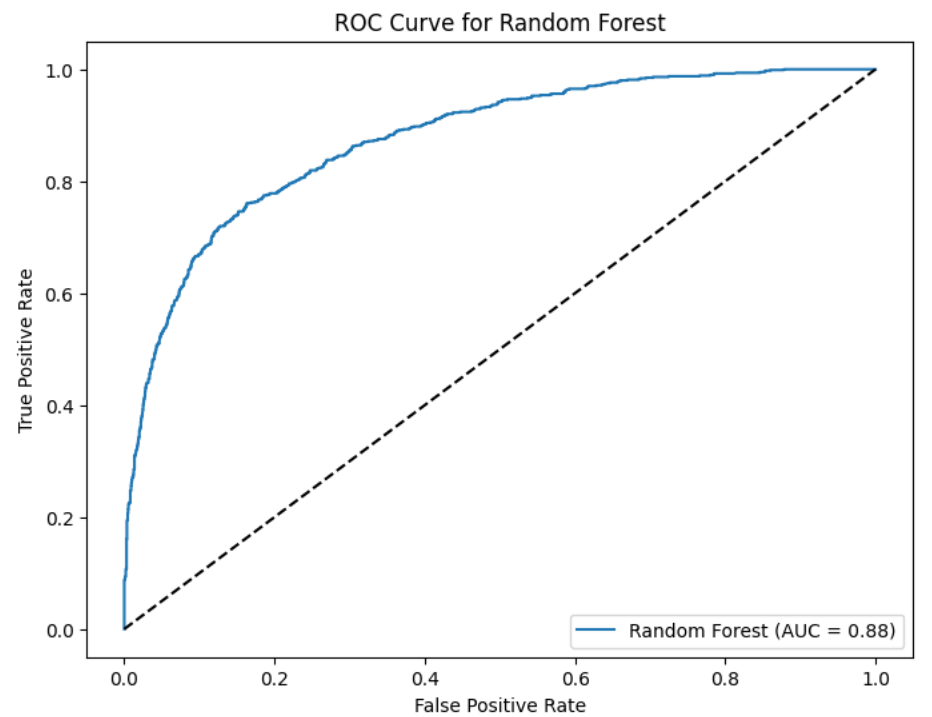 ROC Curve for Random Forest
True Positive Rate
1.0
0.8
0.6
0.4
0.2
0.0
Random Forest (AUC = 0.88)
0.0 0.2 0.4 0.6 0.8 1.0
False Positive Rate